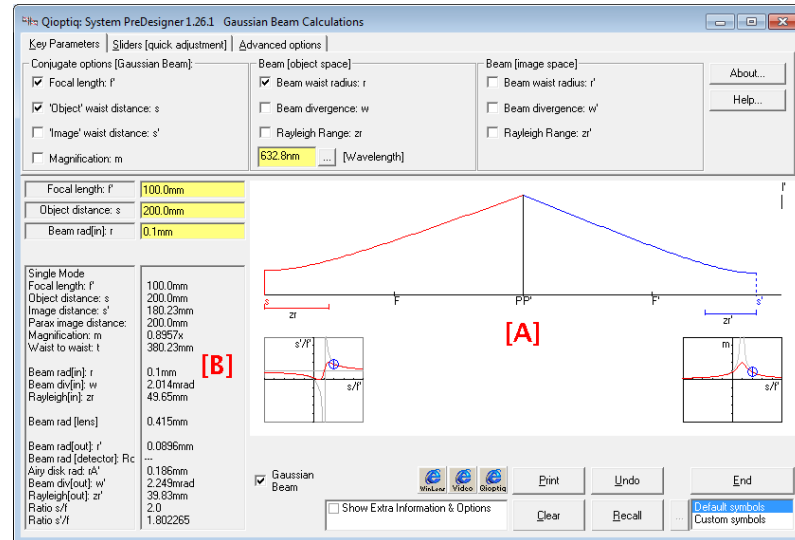 Qioptiq: System PreDesigner 1.26.1 Gaussian Beam Calculations
Key Parameters Sliders [quick adjustment] Advanced options
Conjugate options [Gaussian Beam]:
Focal length: f'
'Object' waist distance: s
'Image' waist distance: s'
Magnification: m
Beam [object space]
Beam waist radius: r
Beam divergence: w
Rayleigh Range: zr
632.8nm ... [Wavelength]
Beam [image space]
Beam waist radius: r'
Beam divergence: w'
Rayleigh Range: zr'
About...
Help...
Focal length: f' 100.0mm
Object distance: s 200.0mm
Beam rad[in]: r 0.1mm
Single Mode
Focal length: f' 100.0mm
Object distance: s 200.0mm
Image distance: s' 180.23mm
Parax image distance: 200.0mm
Magnification: m 0.8957x
Waist to waist: t 380.23mm
Beam rad[in]: r 0.1mm
Beam div[in]: w 2.014mrad
Rayleigh[in]: zr 49.65mm
Beam rad [lens] 0.415mm
Beam rad[out]: r' 0.0896mm
Beam rad [detector]: Rc ---
Airy disk rad: rA' 0.186mm
Beam div[out]: w' 2.249mrad
Rayleigh[out]: zr' 39.83mm
Ratio s/f 2.0
Ratio s'/f 1.802265
[B]
s F PP' F' s'
zr zr'
[A]
s'/f'
s/f'
m
s/f'
Gaussian
Beam
WinLens Video Qioptiq
Print Undo End
Show Extra Information & Options
Clear Recall ...
Default symbols
Custom symbols